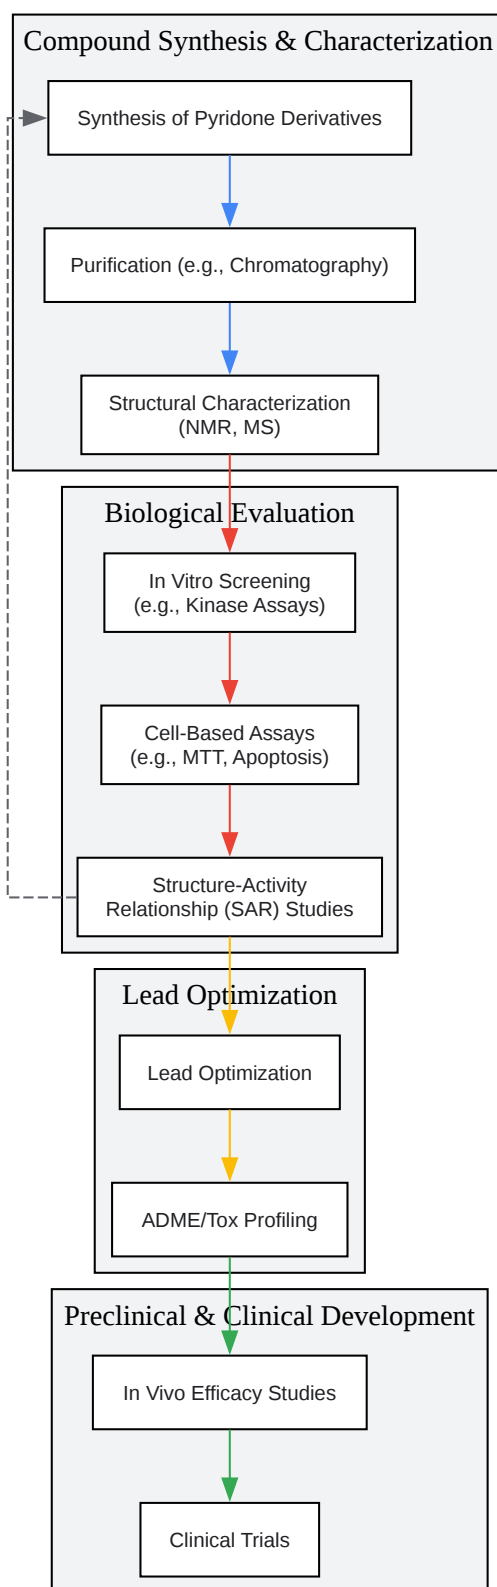 Compound Synthesis & Characterization
Synthesis of Pyridone Derivatives
Purification (e.g., Chromatography)
Structural Characterization
(NMR, MS)
Biological Evaluation
In Vitro Screening
(e.g., Kinase Assays)
Cell-Based Assays
(e.g., MTT, Apoptosis)
Structure-Activity
Relationship (SAR) Studies
Lead Optimization
Lead Optimization
ADME/Tox Profiling
Preclinical & Clinical Development
In Vivo Efficacy Studies
Clinical Trials